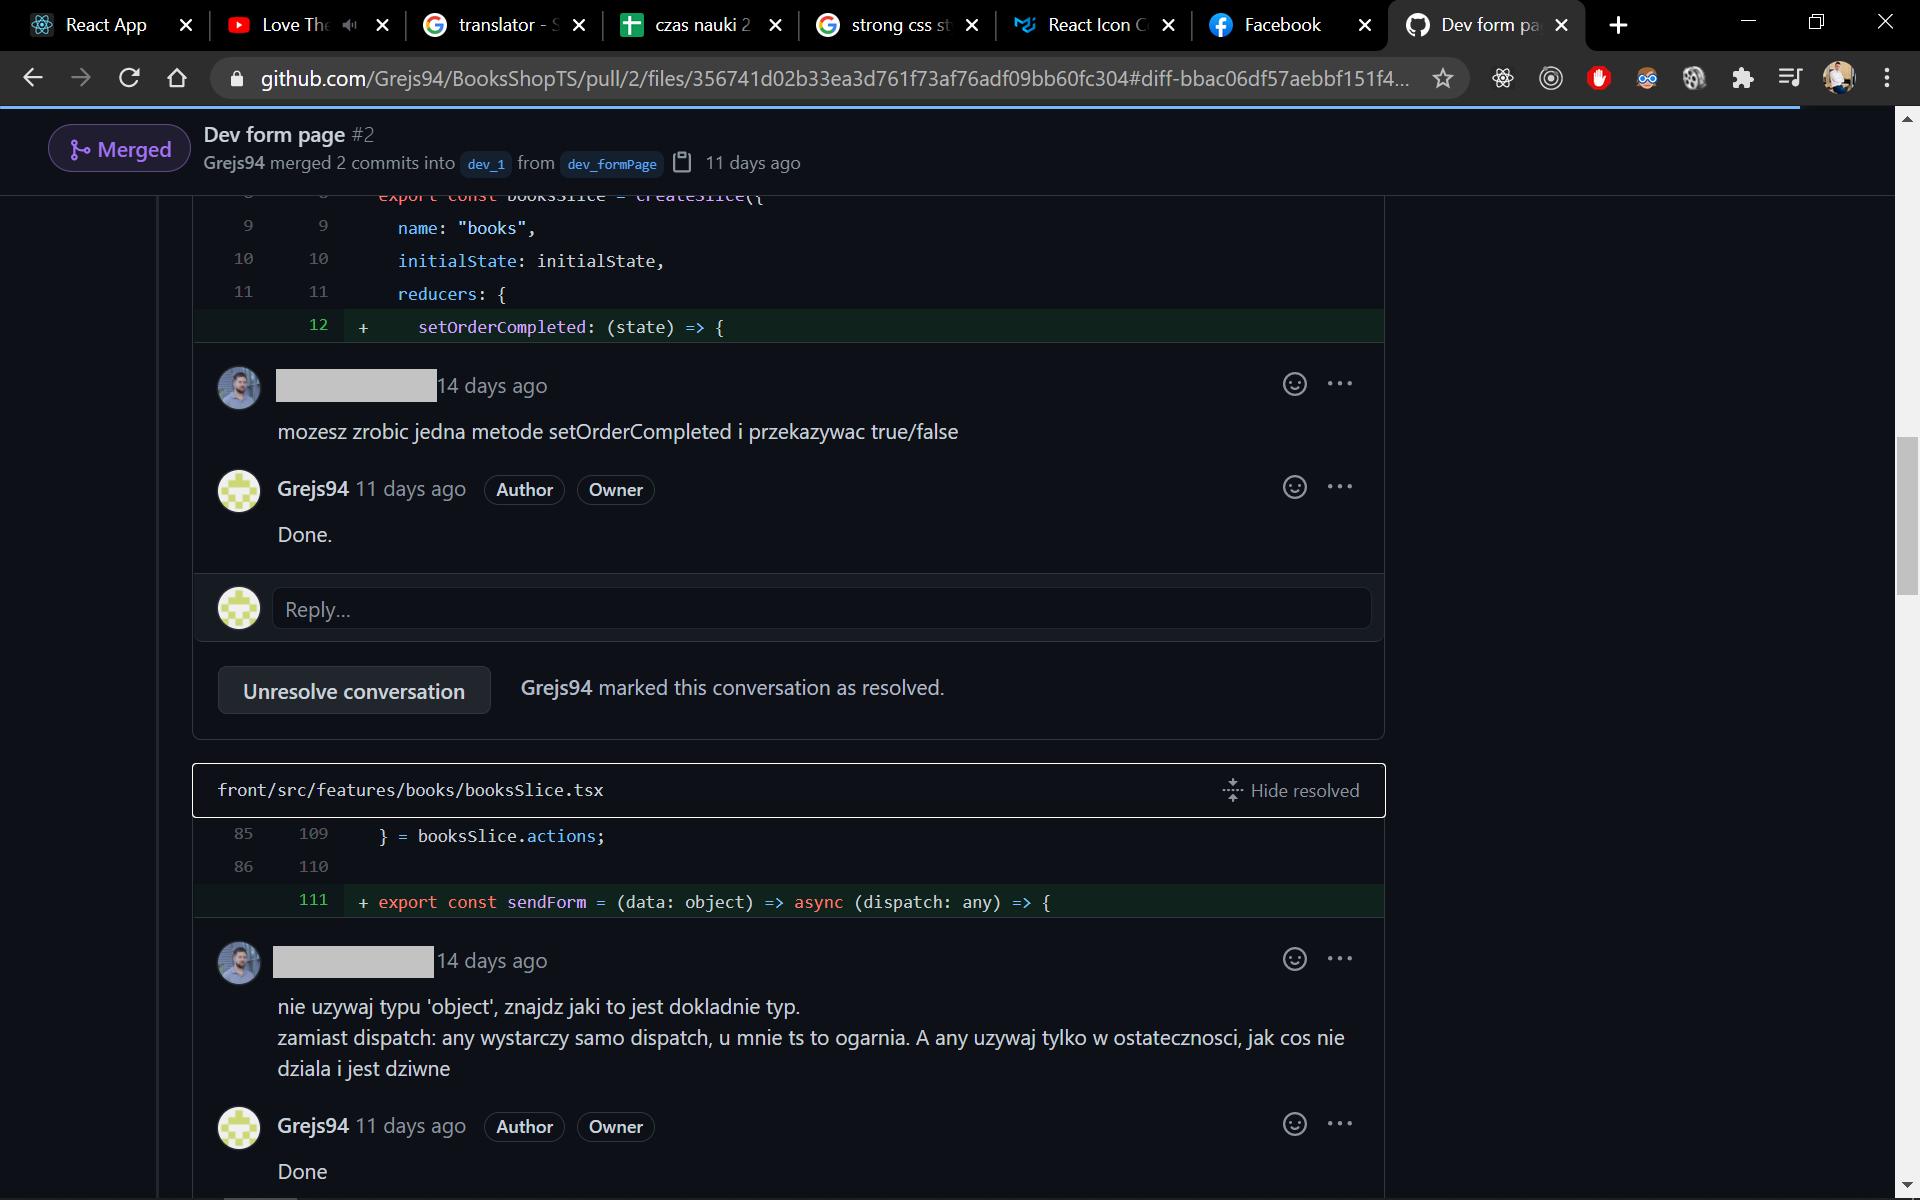 React App
Love The
translator - S
czas nauki 2
strong css st
React Icon C
Facebook
Dev form pa
github.com/Grejs94/BooksShopTS/pull/2/files/356741d02b33ea3d761f73af76adf09bb60fc304#diff-bbac06df57aebbf151f4...
Merged
Dev form page #2
Grejs94 merged 2 commits into dev_1 from dev_formPage 11 days ago
8 8 export const booksSlice = createSlice({
9 9 name: "books",
10 10 initialState: initialState,
11 11 reducers: {
12 + setOrderCompleted: (state) => {
14 days ago
mozesz zrobic jedna metode setOrderCompleted i przekazywac true/false
Grejs94 11 days ago Author Owner
Done.
Reply...
Unresolve conversation Grejs94 marked this conversation as resolved.
front/src/features/books/booksSlice.tsx Hide resolved
85 109 } = booksSlice.actions;
86 110
111 + export const sendForm = (data: object) => async (dispatch: any) => {
14 days ago
nie uzywaj typu 'object', znajdz jaki to jest dokladnie typ.
zamiast dispatch: any wystarczy samo dispatch, u mnie ts to ogarnia. A any uzywaj tylko w ostatecznosci, jak cos nie
dziala i jest dziwne
Grejs94 11 days ago Author Owner
Done